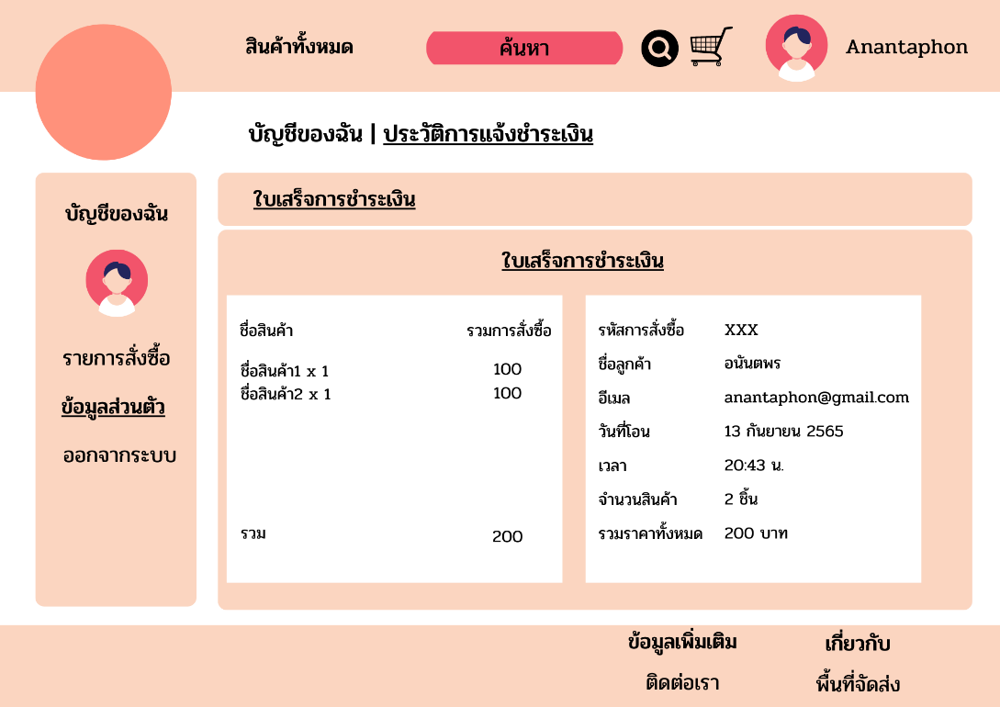 สินค้าทั้งหมด ค้นหา Anantaphon
บัญชีของฉัน | ประวัติการแจ้งชำระเงิน
บัญชีของฉัน
รายการสั่งซื้อ
ข้อมูลส่วนตัว
ออกจากระบบ
ใบเสร็จการชำระเงิน
ใบเสร็จการชำระเงิน
ชื่อสินค้า รวมการสั่งซื้อ
ชื่อสินค้า1 x 1 100
ชื่อสินค้า2 x 1 100
รวม 200
รหัสการสั่งซื้อ XXX
ชื่อลูกค้า อนันตพร
อีเมล anantaphon@gmail.com
วันที่โอน 13 กันยายน 2565
เวลา 20:43 น.
จำนวนสินค้า 2 ชิ้น
รวมราคาทั้งหมด 200 บาท
ข้อมูลเพิ่มเติม เกี่ยวกับ
ติดต่อเรา พื้นที่จัดส่ง